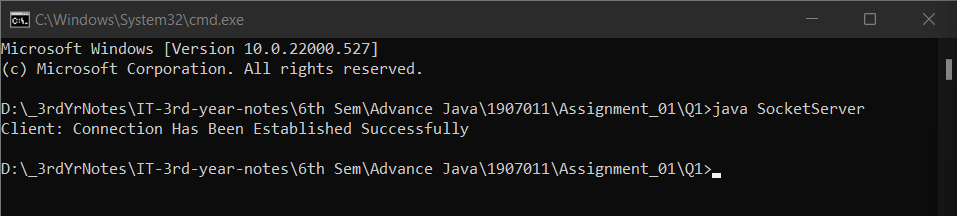 C:\Windows\System32\cmd.exe
Microsoft Windows [Version 10.0.22000.527]
(c) Microsoft Corporation. All rights reserved.
D:\_3rdYrNotes\IT-3rd-year-notes\6th Sem\Advance Java\1907011\Assignment_01\Q1>java SocketServer
Client: Connection Has Been Established Successfully
D:\_3rdYrNotes\IT-3rd-year-notes\6th Sem\Advance Java\1907011\Assignment_01\Q1>